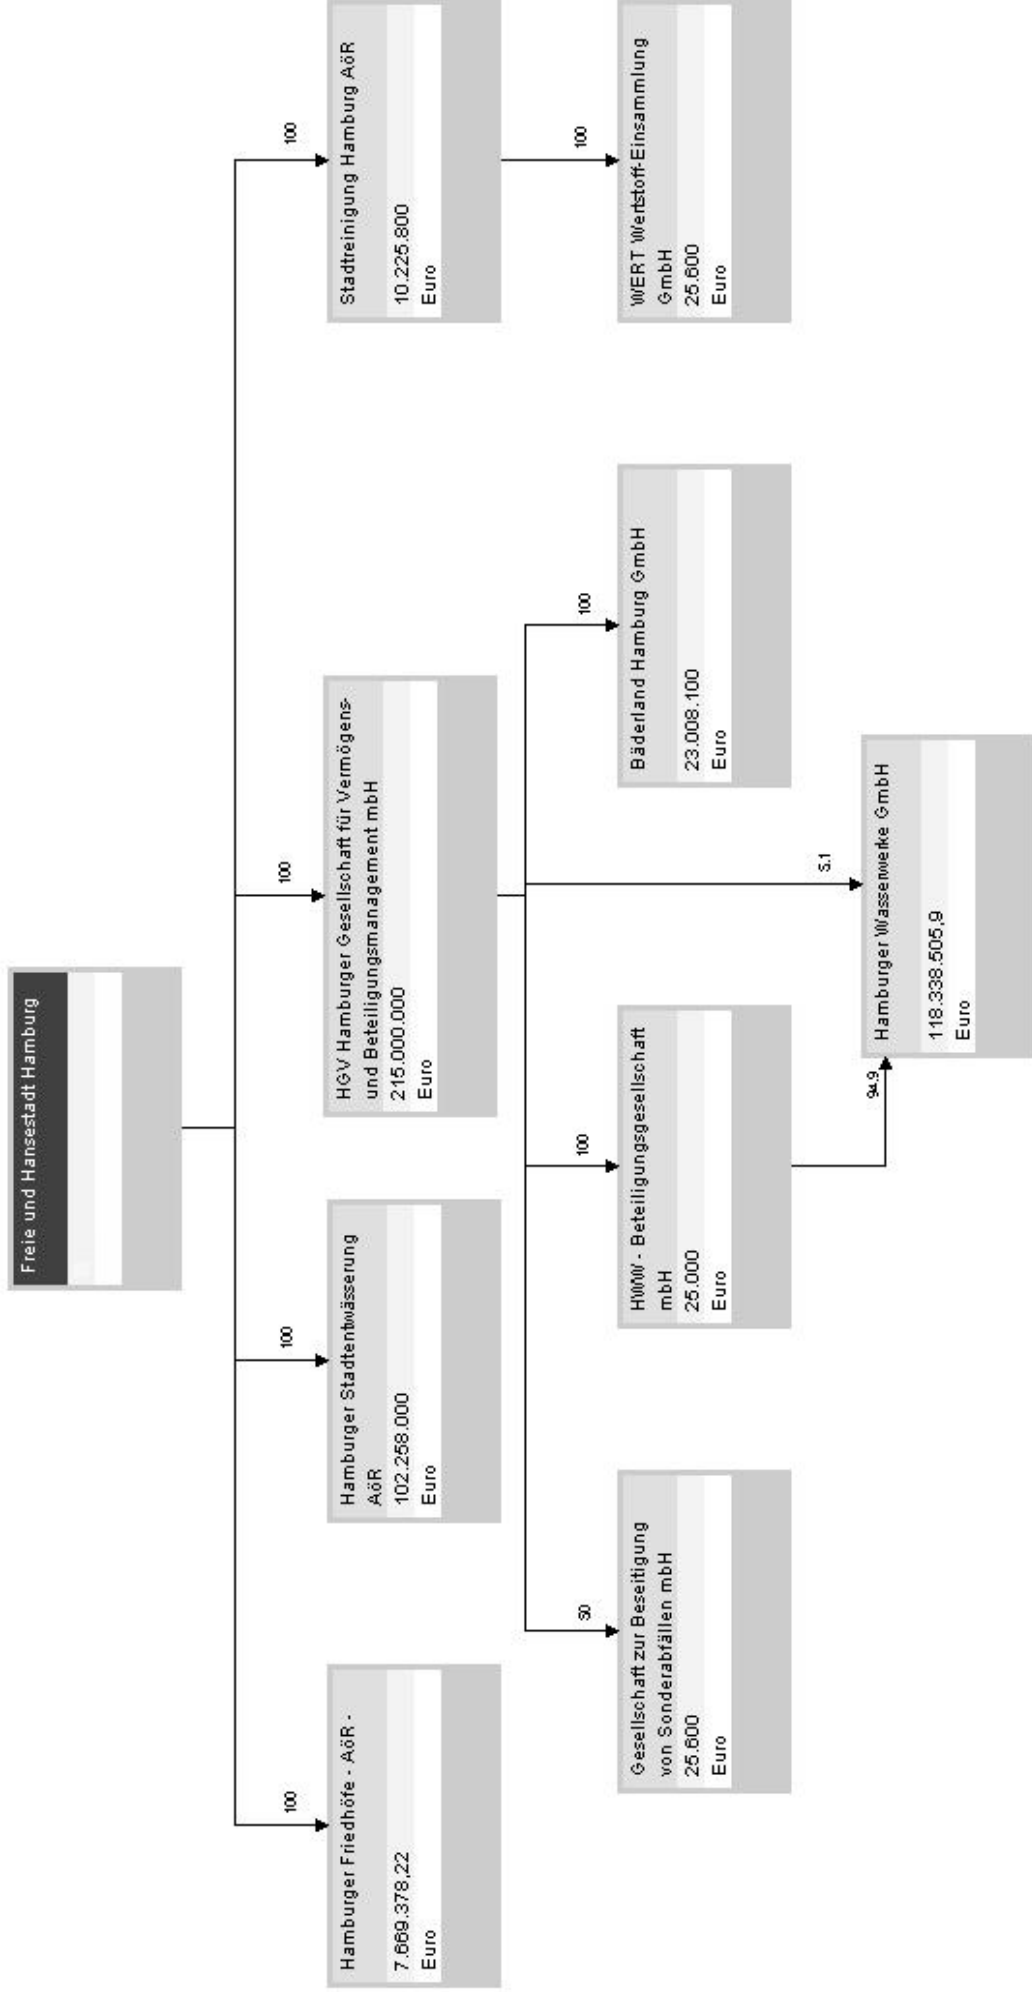 Freie und Hansestadt Hamburg
100
100
100
100
Hamburger Friedhöfe - AöR -
7.669.378,22
Euro
Hamburger Stadtentwässerung
AöR
102.258.000
Euro
HGV Hamburger Gesellschaft für Vermögens-
und Beteiligungsmanagement mbH
215.000.000
Euro
Stadtreinigung Hamburg AöR
10.225.800
Euro
50
100
100
100
Gesellschaft zur Beseitigung
von Sonderabfällen mbH
25.600
Euro
HWW - Beteiligungsgesellschaft
mbH
25.000
Euro
Bäderland Hamburg GmbH
23.008.100
Euro
WERT Wertstoff-Einsammlung
GmbH
25.600
Euro
94.9
5.1
Hamburger Wasserwerke GmbH
118.338.505,9
Euro